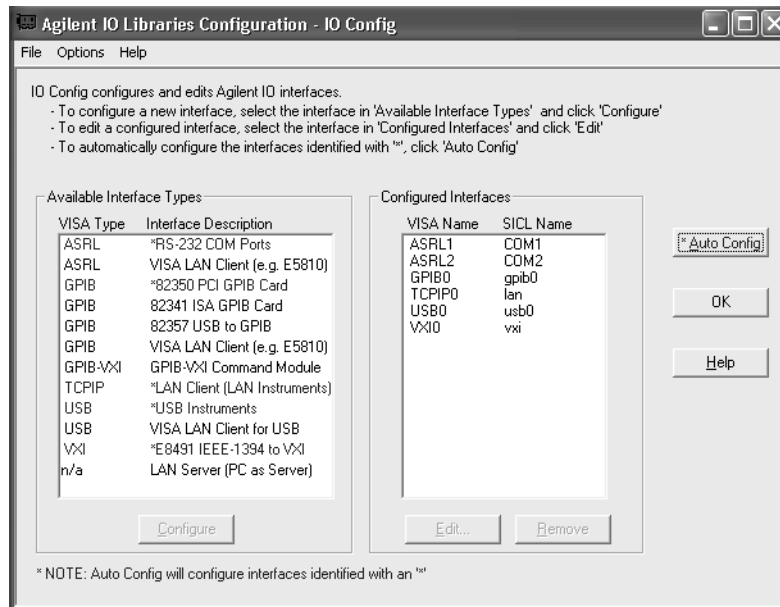 Agilent IO Libraries Configuration - IO Config
File Options Help
IO Config configures and edits Agilent IO interfaces.
- To configure a new interface, select the interface in 'Available Interface Types' and click 'Configure'
- To edit a configured interface, select the interface in 'Configured Interfaces' and click 'Edit'
- To automatically configure the interfaces identified with '*', click 'Auto Config'
Available Interface Types
VISA Type Interface Description
ASRL *RS-232 COM Ports
ASRL VISA LAN Client (e.g. E5810)
GPIB *82350 PCI GPIB Card
GPIB 82341 ISA GPIB Card
GPIB 82357 USB to GPIB
GPIB VISA LAN Client (e.g. E5810)
GPIB-VXI GPIB-VXI Command Module
TCPIP *LAN Client (LAN Instruments)
USB *USB Instruments
USB VISA LAN Client for USB
VXI *E8491 IEEE-1394 to VXI
n/a LAN Server (PC as Server)
Configure
Configured Interfaces
VISA Name SICL Name
ASRL1 COM1
ASRL2 COM2
GPIB0 gpib0
TCPIP0 lan
USB0 usb0
VXI0 vxi
Edit... Remove
* Auto Config
OK
Help
* NOTE: Auto Config will configure interfaces identified with an '*'